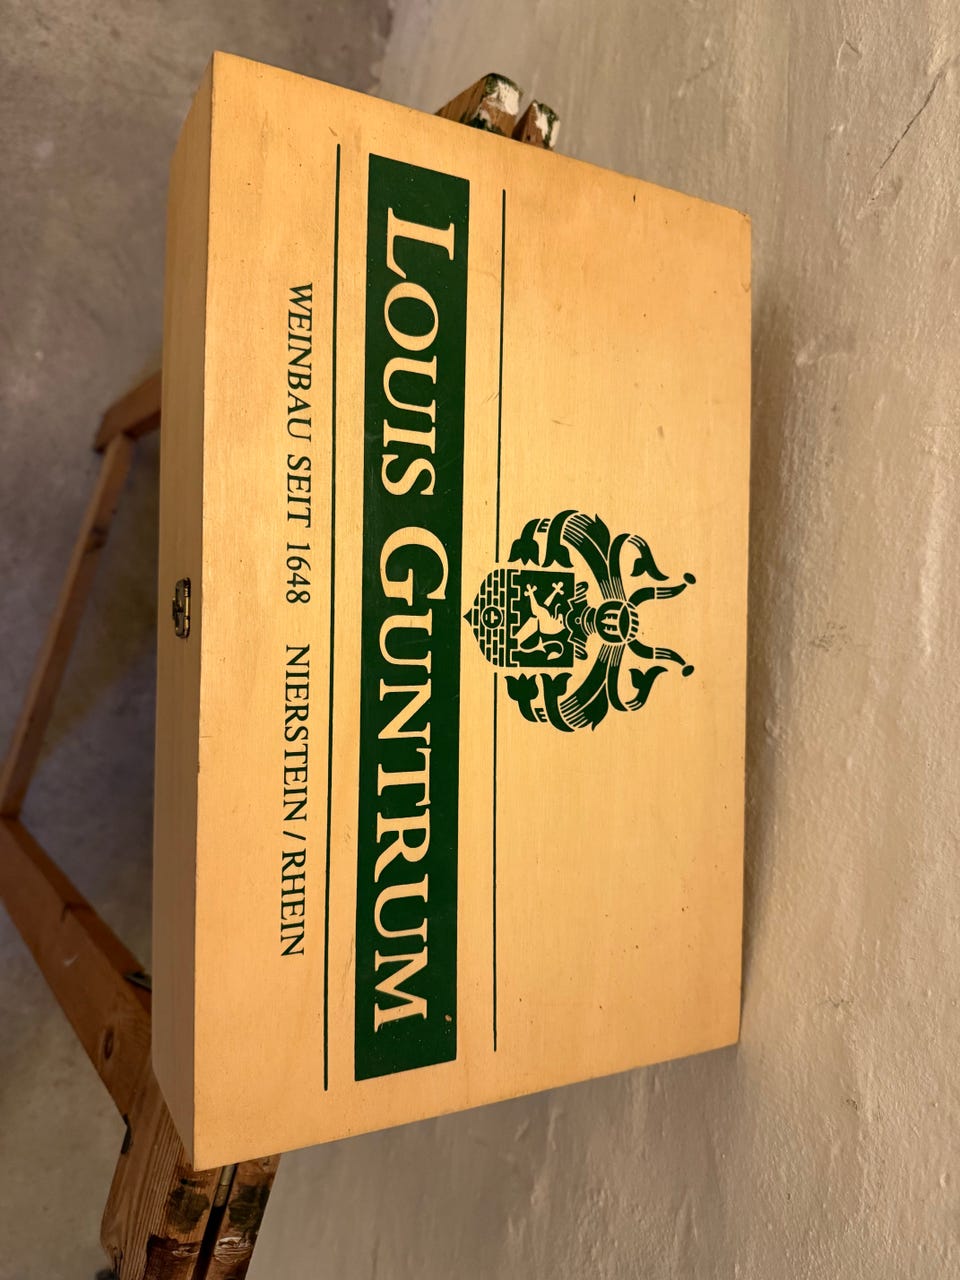 LOUIS GUNTRUM
WEINBAU SEIT 1648 NIERSTEIN / RHEIN